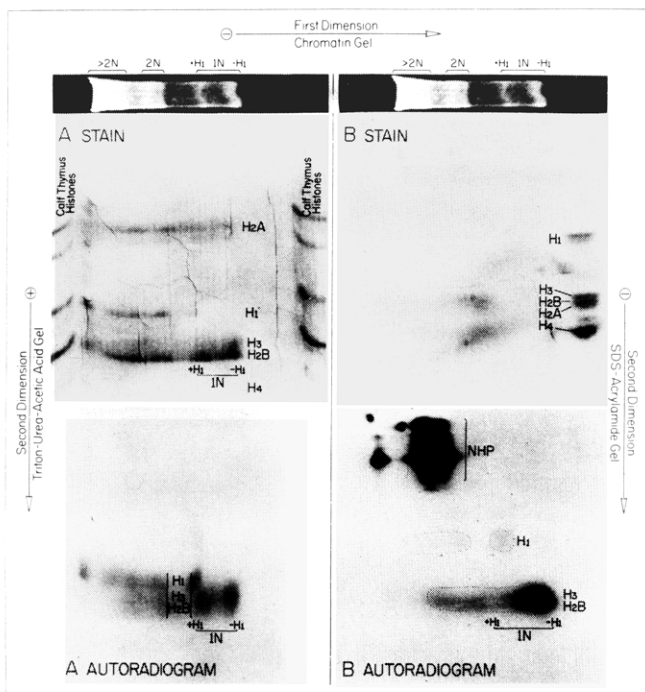 First Dimension
Chromatin Gel
⊖
>2N 2N +H1 1N -H1
>2N 2N +H1 1N -H1
A STAIN
Calf Thymus
Histones
Calf Thymus
Histones
H2A
H1
H3
H2B
+H1 -H1
1N
H4
⊕
Second Dimension
Triton-Urea-Acetic Acid Gel
B STAIN
H1
H3
H2B
H2A
H4
⊖
Second Dimension
SDS-Acrylamide Gel
H1
H3
H2B
+H1 -H1
1N
A AUTORADIOGRAM
NHP
H1
H3
H2B
+H1 -H1
1N
B AUTORADIOGRAM